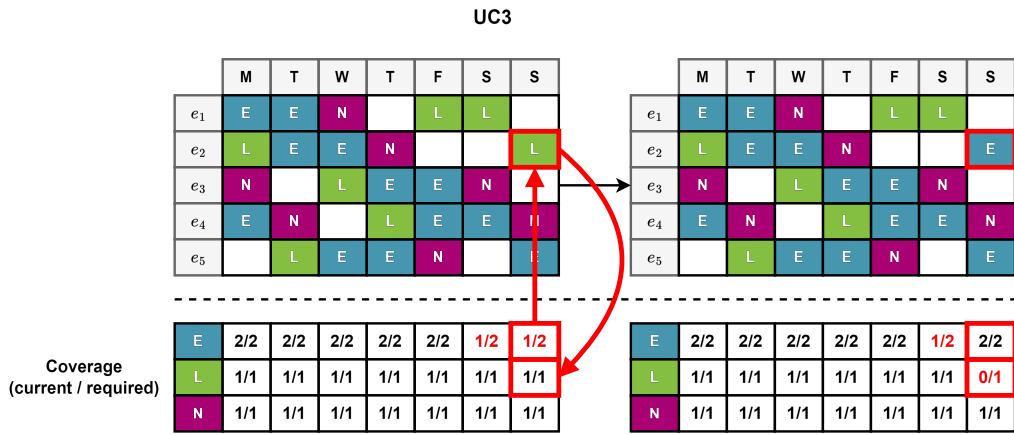 UC3
M T W T F S S M T W T F S S
e1 E E N L L e1 E E N L L
e2 L E E N L e2 L E E N E
e3 N L E E N e3 N L E E N
e4 E N L E E N e4 E N L E E N
e5 L E E N E e5 L E E N E
E 2/2 2/2 2/2 2/2 2/2 1/2 1/2 E 2/2 2/2 2/2 2/2 2/2 1/2 2/2
Coverage
(current / required)
L 1/1 1/1 1/1 1/1 1/1 1/1 1/1 L 1/1 1/1 1/1 1/1 1/1 1/1 0/1
N 1/1 1/1 1/1 1/1 1/1 1/1 1/1 N 1/1 1/1 1/1 1/1 1/1 1/1 1/1